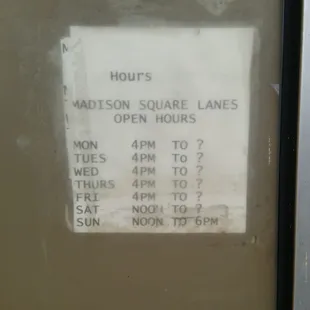 Hours
MADISON SQUARE LANES
OPEN HOURS
MON 4PM TO ?
TUES 4PM To ?
WED 4PM TO ?
THURS 4PM TO ?
FRI 4PM TO ?
SAT NOON TO ?
SUN NOON TO 6PM